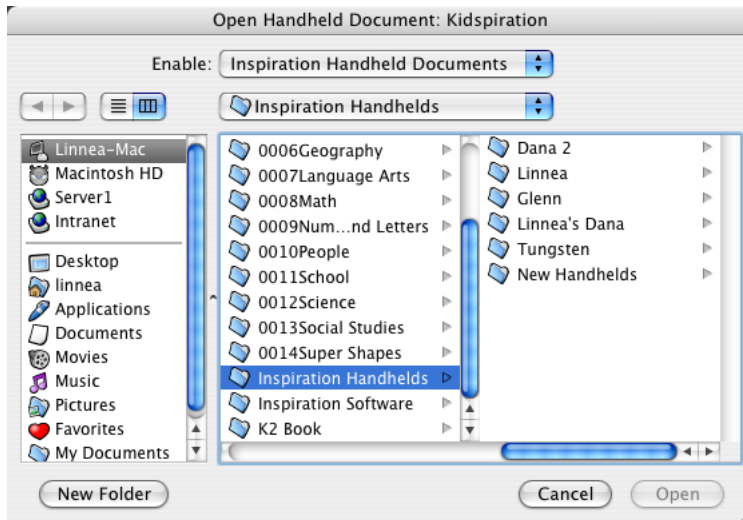 Open Handheld Document: Kidspiration
Enable: Inspiration Handheld Documents
Inspiration Handhelds
Linnea-Mac
Macintosh HD
Server1
Intranet
Desktop
linnea
Applications
Documents
Movies
Music
Pictures
Favorites
My Documents
0006Geography
0007Language Arts
0008Math
0009Num...nd Letters
0010People
0011School
0012Science
0013Social Studies
0014Super Shapes
Inspiration Handhelds
Inspiration Software
K2 Book
Dana 2
Linnea
Glenn
Linnea's Dana
Tungsten
New Handhelds
New Folder
Cancel
Open